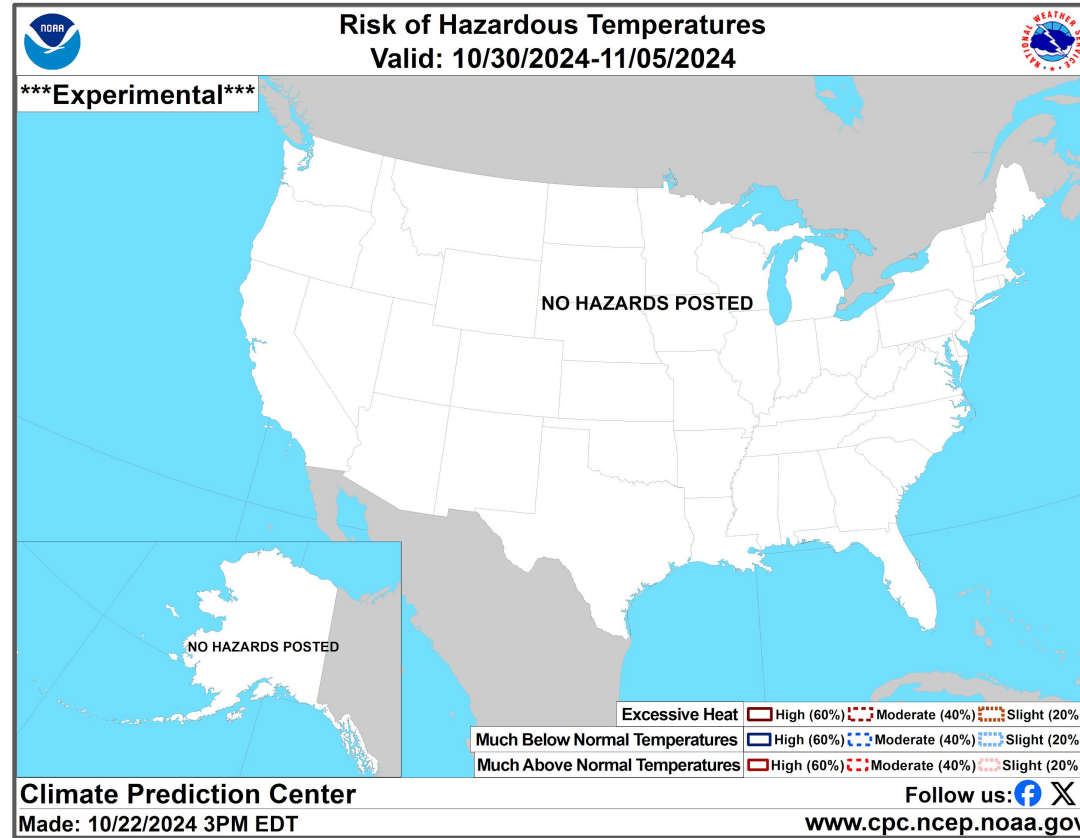 NOAA
Risk of Hazardous Temperatures
Valid: 10/30/2024-11/05/2024
NATIONAL WEATHER SERVICE
***Experimental***
NO HAZARDS POSTED
NO HAZARDS POSTED
Excessive Heat High (60%) Moderate (40%) Slight (20%
Much Below Normal Temperatures High (60%) Moderate (40%) Slight (20%
Much Above Normal Temperatures High (60%) Moderate (40%) Slight (20%
Climate Prediction Center
Follow us:
Made: 10/22/2024 3PM EDT
www.cpc.ncep.noaa.gov